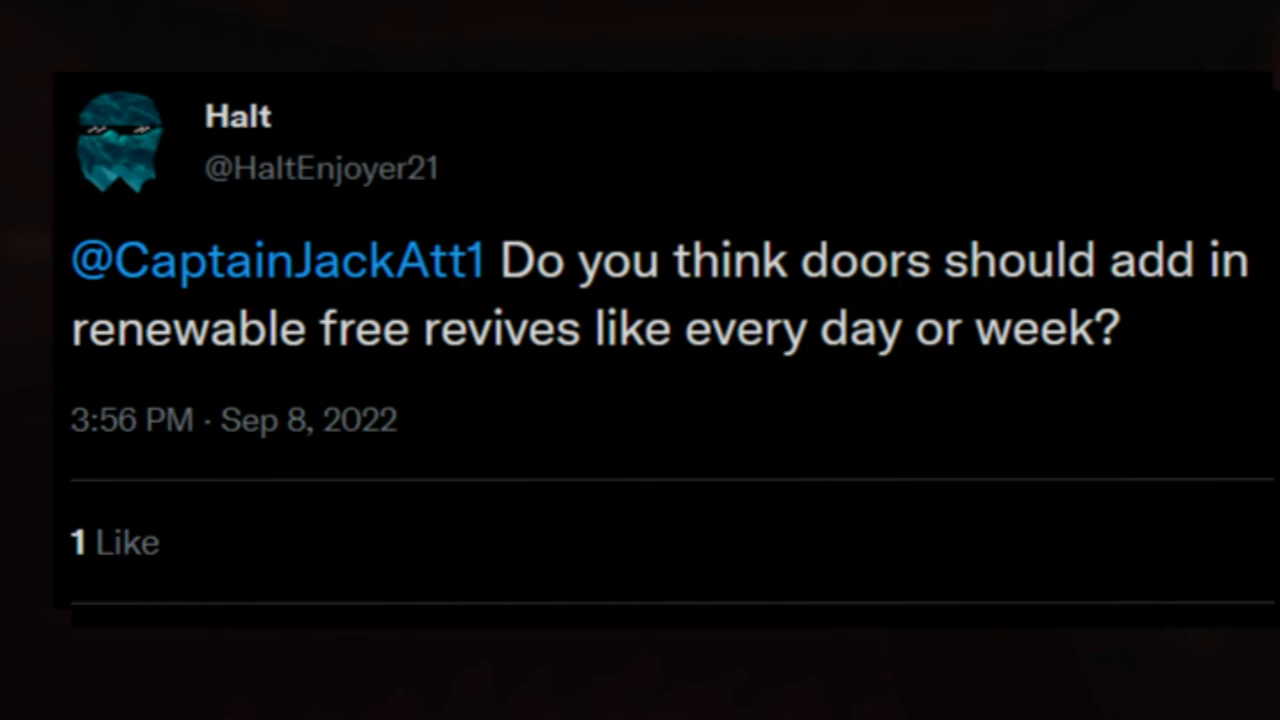 Halt
@HaltEnjoyer21
@CaptainJackAtt1 Do you think doors should add in
renewable free revives like every day or week?
3:56 PM · Sep 8, 2022
1 Like